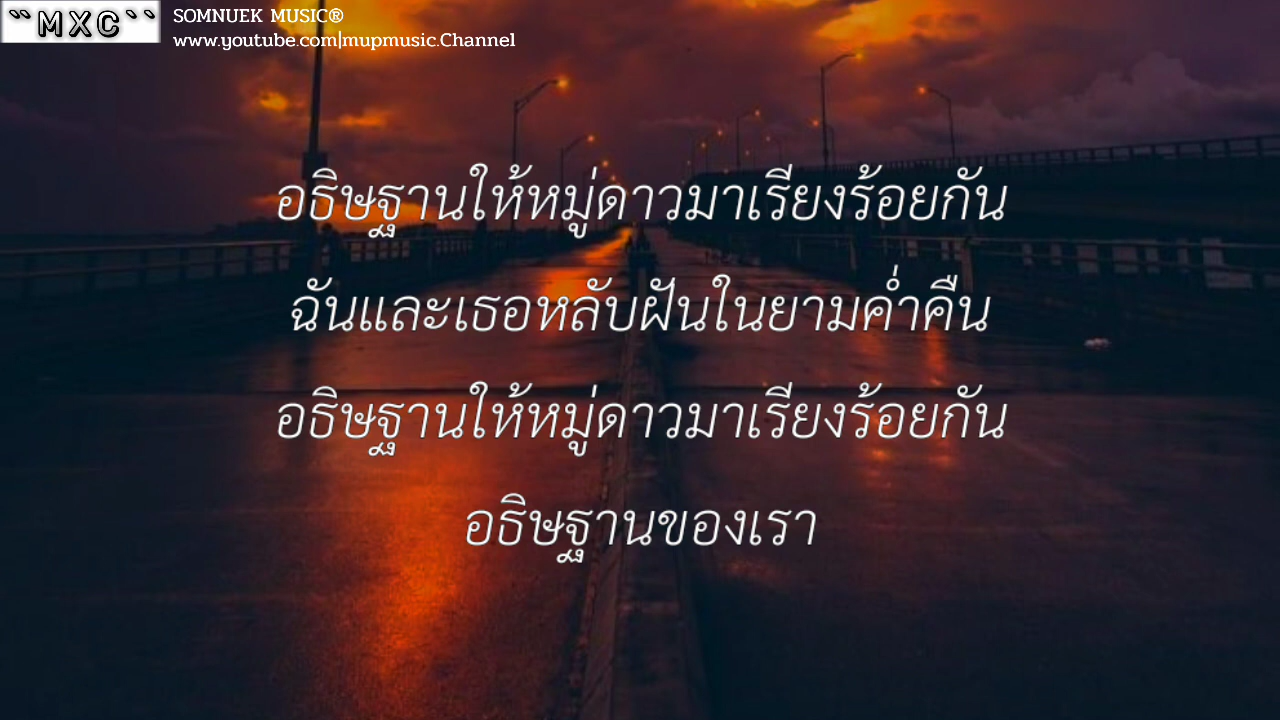 ``MXC``
SOMNUEK MUSIC®
www.youtube.com|mupmusic.Channel
อธิษฐานให้หมู่ดาวมาเรียงร้อยกัน
ฉันและเธอหลับฝันในยามค่ำคืน
อธิษฐานให้หมู่ดาวมาเรียงร้อยกัน
อธิษฐานของเรา